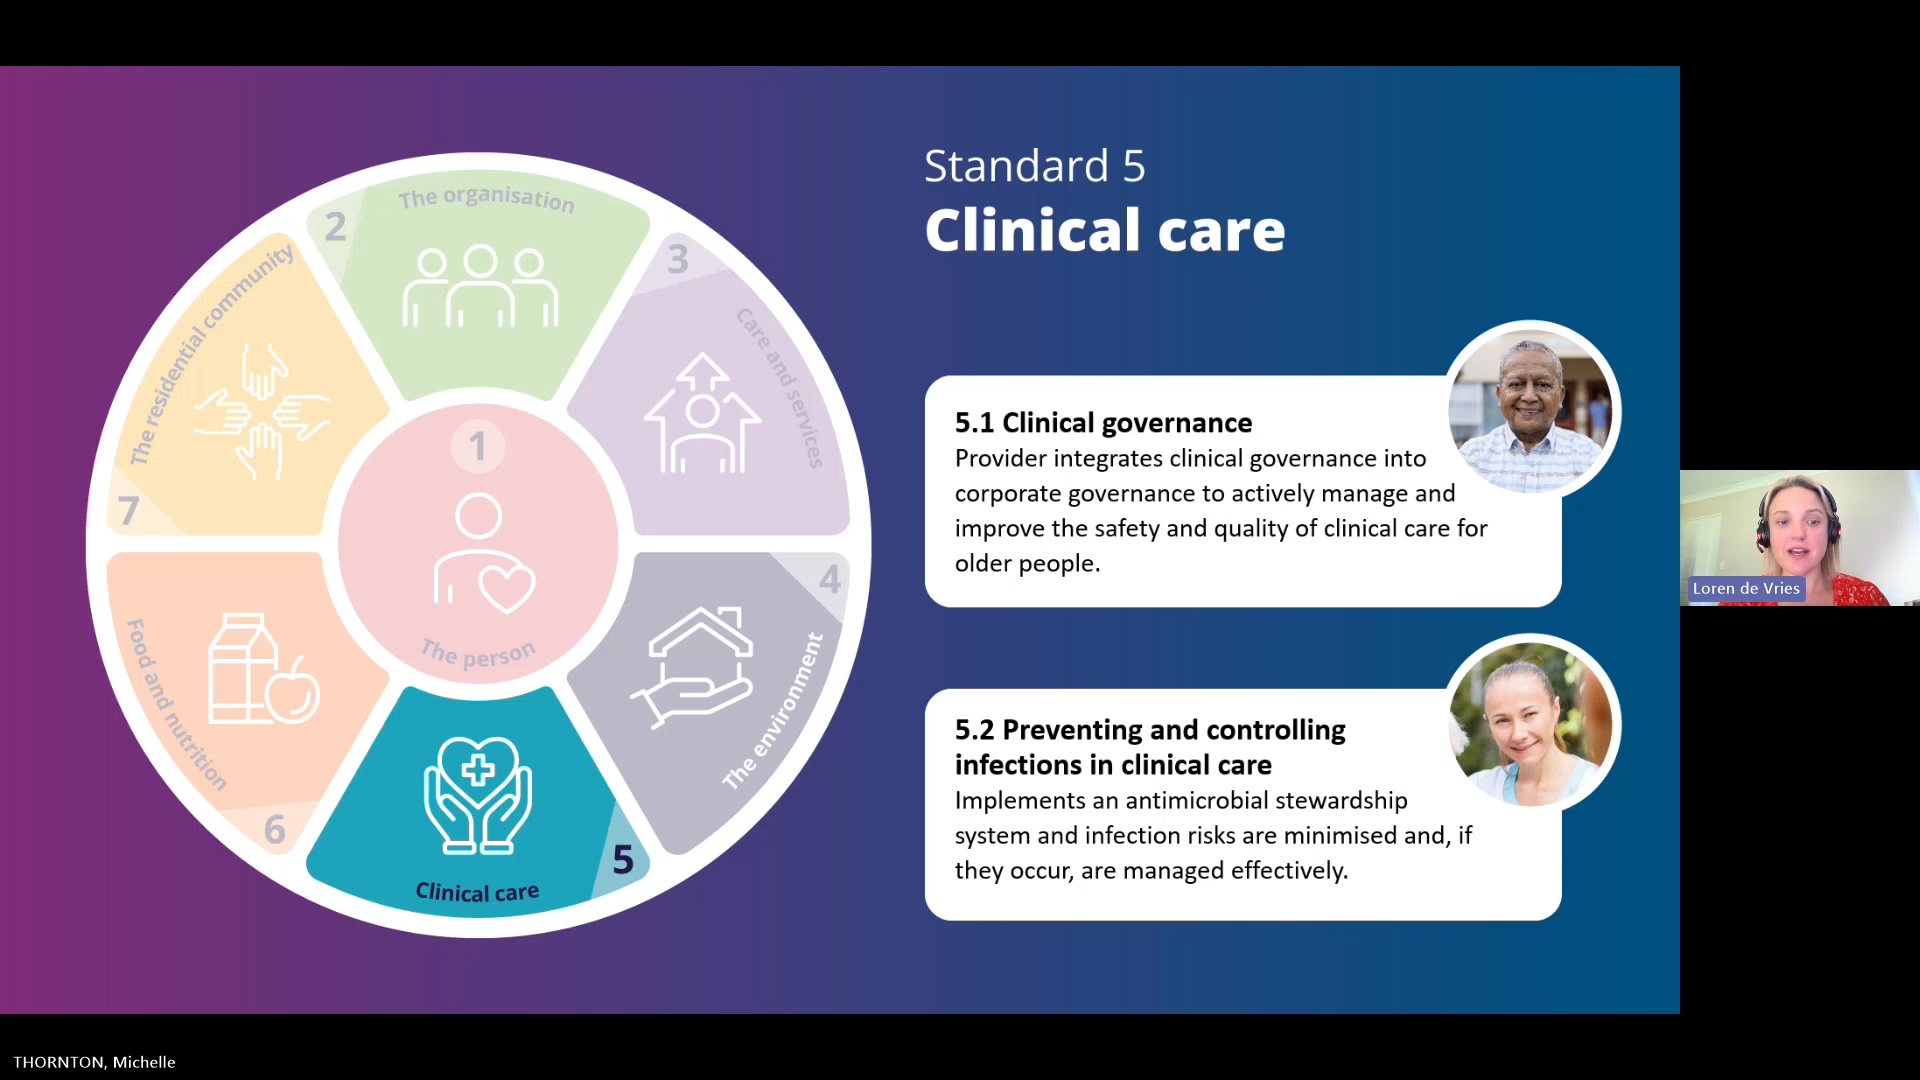 Standard 5
Clinical care
2
The organisation
3
Care and services
4
The environment
5
Clinical care
6
Food and nutrition
7
The residential community
1
The person
5.1 Clinical governance
Provider integrates clinical governance into
corporate governance to actively manage and
improve the safety and quality of clinical care for
older people.
5.2 Preventing and controlling
infections in clinical care
Implements an antimicrobial stewardship
system and infection risks are minimised and, if
they occur, are managed effectively.
Loren de Vries
THORNTON, Michelle